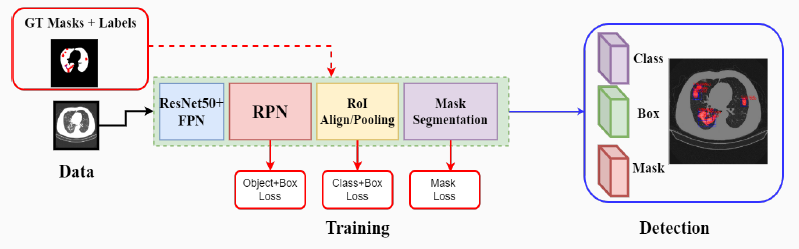 GT Masks + Labels
Data
ResNet50+
FPN
RPN
RoI
Align/Pooling
Mask
Segmentation
Object+Box
Loss
Class+Box
Loss
Mask
Loss
Training
Class
Box
Mask
Detection